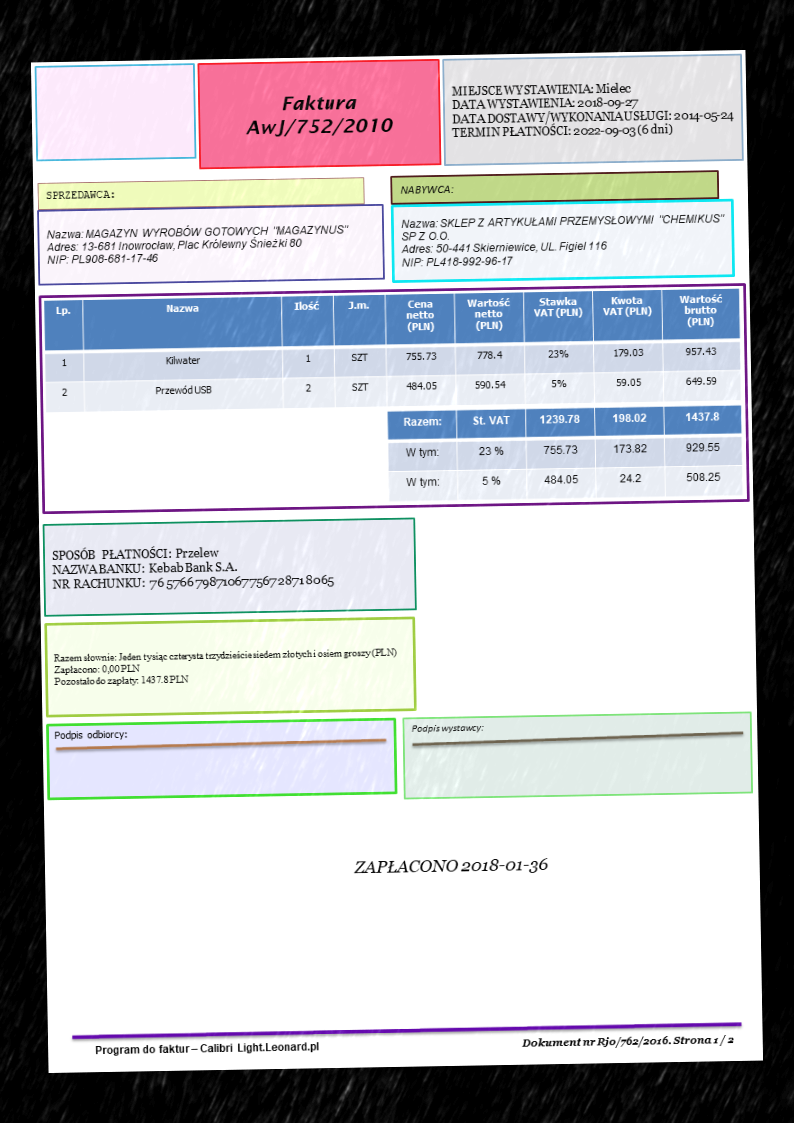 Faktura
AwJ/752/2010
MIEJSCE WYSTAWIENIA: Mielec
DATA WYSTAWIENIA: 2018-09-27
DATA DOSTAWY/WYKONANIA USŁUGI: 2014-05-24
TERMIN PŁATNOŚCI: 2022-09-03 (6 dni)
SPRZEDAWCA:
NABYWCA:
Nazwa: MAGAZYN WYROBÓW GOTOWYCH "MAGAZYNUS"
Adres: 13-681 Inowrocław, Plac Królewny Śnieżki 80
NIP: PL908-681-17-46
Nazwa: SKLEP Z ARTYKUŁAMI PRZEMYSŁOWYMI "CHEMIKUS"
SP Z O.O.
Adres: 50-441 Skierniewice, UL. Figiel 116
NIP: PL418-992-96-17
Lp. Nazwa Ilość J.m. Cena netto (PLN) Wartość netto (PLN) Stawka VAT (PLN) Kwota VAT (PLN) Wartość brutto (PLN)
1 Kilwater 1 SZT 755.73 778.4 23% 179.03 957.43
2 Przewód USB 2 SZT 484.05 590.54 5% 59.05 649.59
Razem: St. VAT 1239.78 198.02 1437.8
W tym: 23 % 755.73 173.82 929.55
W tym: 5 % 484.05 24.2 508.25
SPOSÓB PŁATNOŚCI: Przelew
NAZWA BANKU: Kebab Bank S.A.
NR RACHUNKU: 76 5766 7987 1067 7567 2871 8065
Razem słownie: Jeden tysiąc czterysta trzydzieście siedem złotych i osiem groszy (PLN)
Zapłacono: 0,00 PLN
Pozostało do zapłaty: 1437.8 PLN
Podpis odbiorcy:
Podpis wystawcy:
ZAPŁACONO 2018-01-36
Program do faktur – Calibri Light.Leonard.pl
Dokument nr Rjo/762/2016. Strona 1 / 2